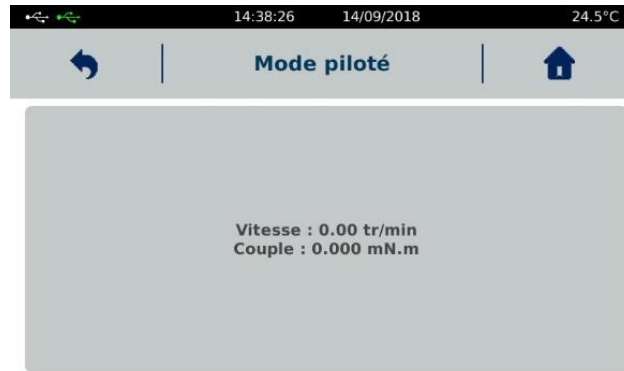 14:38:26 14/09/2018 24.5°C
Mode piloté
Vitesse : 0.00 tr/min
Couple : 0.000 mN.m